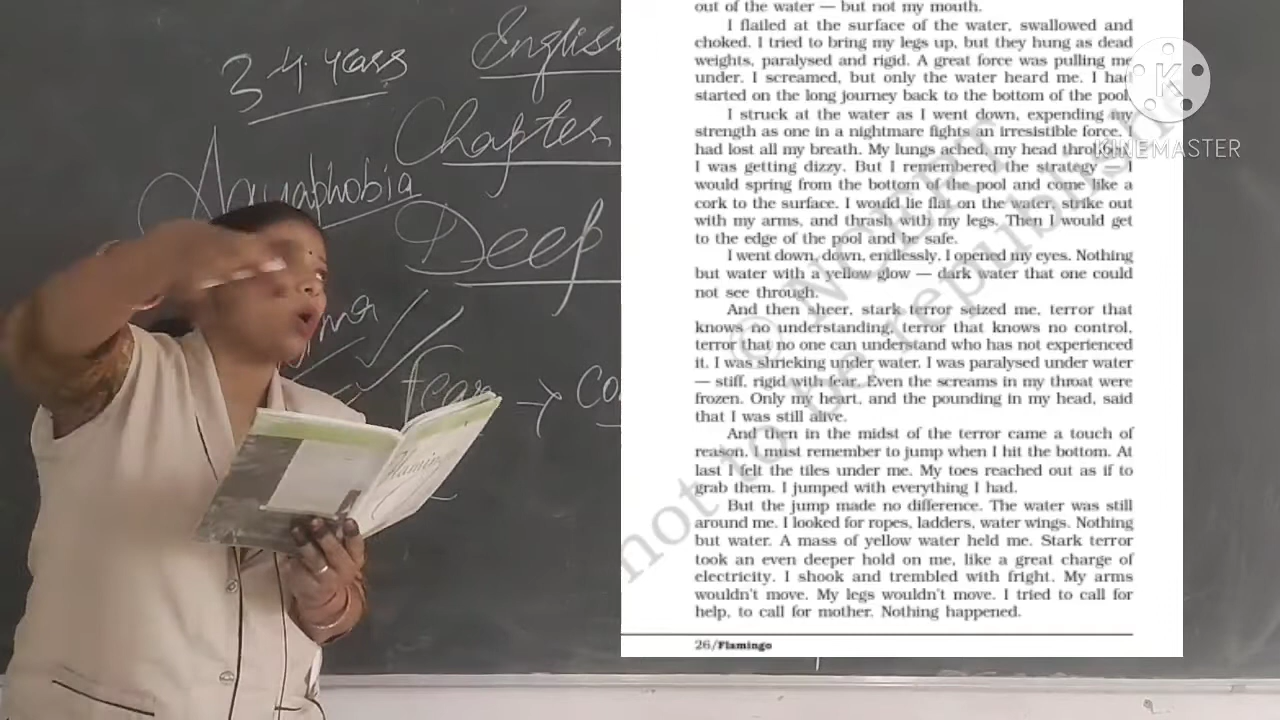 3-4 years
English
Chapter
Aquaphobia
Deep
Fear → Co
Flamingo
out of the water — but not my mouth.
I flailed at the surface of the water, swallowed and
choked. I tried to bring my legs up, but they hung as dead
weights, paralysed and rigid. A great force was pulling me
under. I screamed, but only the water heard me. I had
started on the long journey back to the bottom of the pool.
I struck at the water as I went down, expending my
strength as one in a nightmare fights an irresistible force. I
had lost all my breath. My lungs ached, my head throbbed.
I was getting dizzy. But I remembered the strategy — I
would spring from the bottom of the pool and come like a
cork to the surface. I would lie flat on the water, strike out
with my arms, and thrash with my legs. Then I would get
to the edge of the pool and be safe.
I went down, down, endlessly. I opened my eyes. Nothing
but water with a yellow glow — dark water that one could
not see through.
And then sheer, stark terror seized me, terror that
knows no understanding, terror that knows no control,
terror that no one can understand who has not experienced
it. I was shrieking under water. I was paralysed under water
— stiff, rigid with fear. Even the screams in my throat were
frozen. Only my heart, and the pounding in my head, said
that I was still alive.
And then in the midst of the terror came a touch of
reason. I must remember to jump when I hit the bottom. At
last I felt the tiles under me. My toes reached out as if to
grab them. I jumped with everything I had.
But the jump made no difference. The water was still
around me. I looked for ropes, ladders, water wings. Nothing
but water. A mass of yellow water held me. Stark terror
took an even deeper hold on me, like a great charge of
electricity. I shook and trembled with fright. My arms
wouldn't move. My legs wouldn't move. I tried to call for
help, to call for mother. Nothing happened.
26/Flamingo
© NCERT
not to be republished
K
KINEMASTER